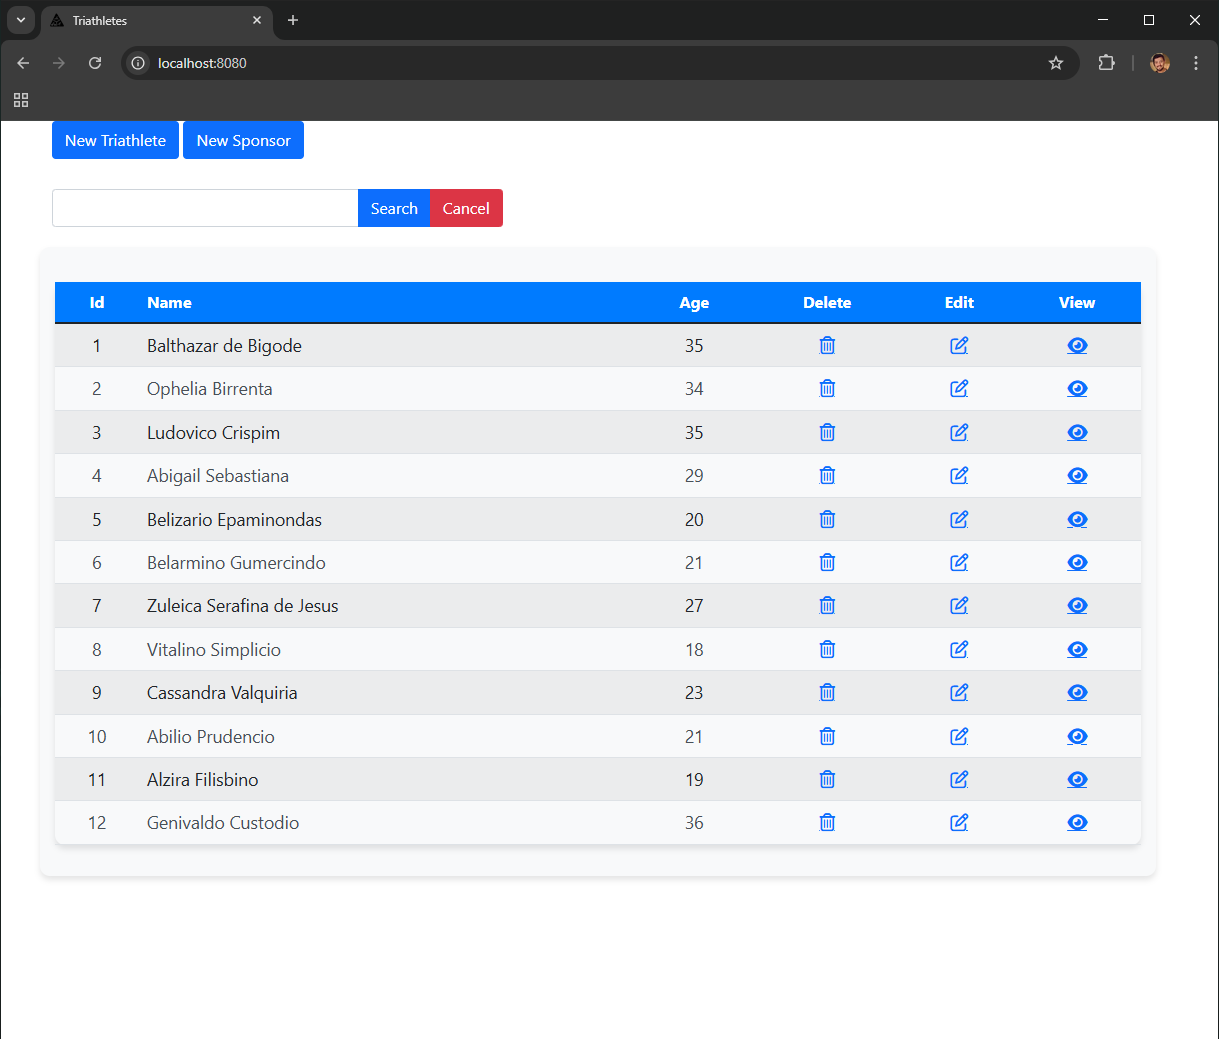 Triathletes
localhost:8080
New Triathlete New Sponsor
Search Cancel
Id Name Age Delete Edit View
1 Balthazar de Bigode 35
2 Ophelia Birrenta 34
3 Ludovico Crispim 35
4 Abigail Sebastiana 29
5 Belizario Epaminondas 20
6 Belarmino Gumercindo 21
7 Zuleica Serafina de Jesus 27
8 Vitalino Simplicio 18
9 Cassandra Valquiria 23
10 Abilio Prudencio 21
11 Alzira Filisbino 19
12 Genivaldo Custodio 36